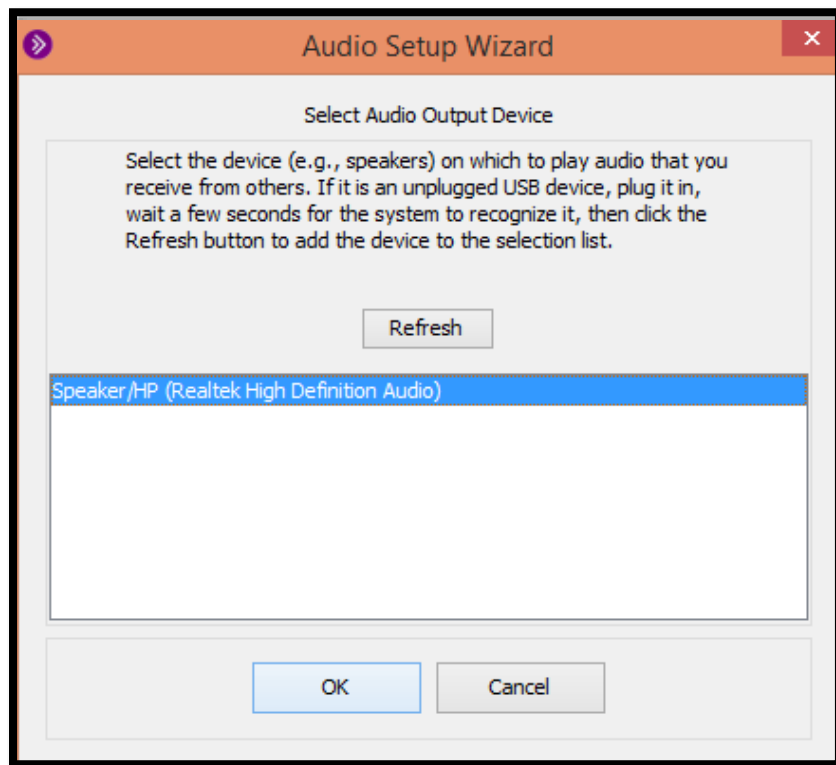 Audio Setup Wizard
Select Audio Output Device
Select the device (e.g., speakers) on which to play audio that you
receive from others. If it is an unplugged USB device, plug it in,
wait a few seconds for the system to recognize it, then click the
Refresh button to add the device to the selection list.
Refresh
Speaker/HP (Realtek High Definition Audio)
OK
Cancel